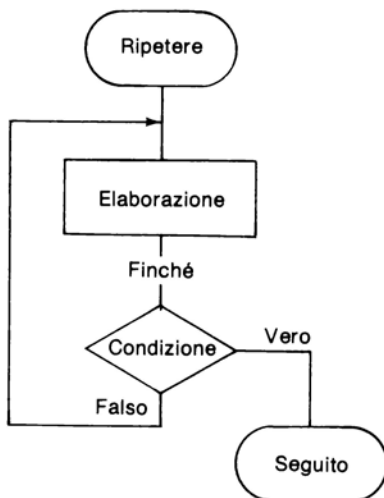 Ripetere
Elaborazione
Finché
Condizione
Vero
Falso
Seguito